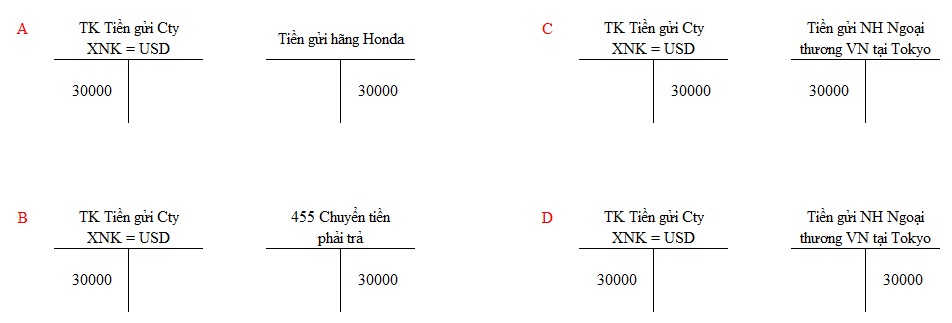 A
TK Tiền gửi Cty
XNK = USD
30000
Tiền gửi hãng Honda
30000
C
TK Tiền gửi Cty
XNK = USD
30000
Tiền gửi NH Ngoại
thương VN tại Tokyo
30000
B
TK Tiền gửi Cty
XNK = USD
30000
455 Chuyển tiền
phải trả
30000
D
TK Tiền gửi Cty
XNK = USD
30000
Tiền gửi NH Ngoại
thương VN tại Tokyo
30000